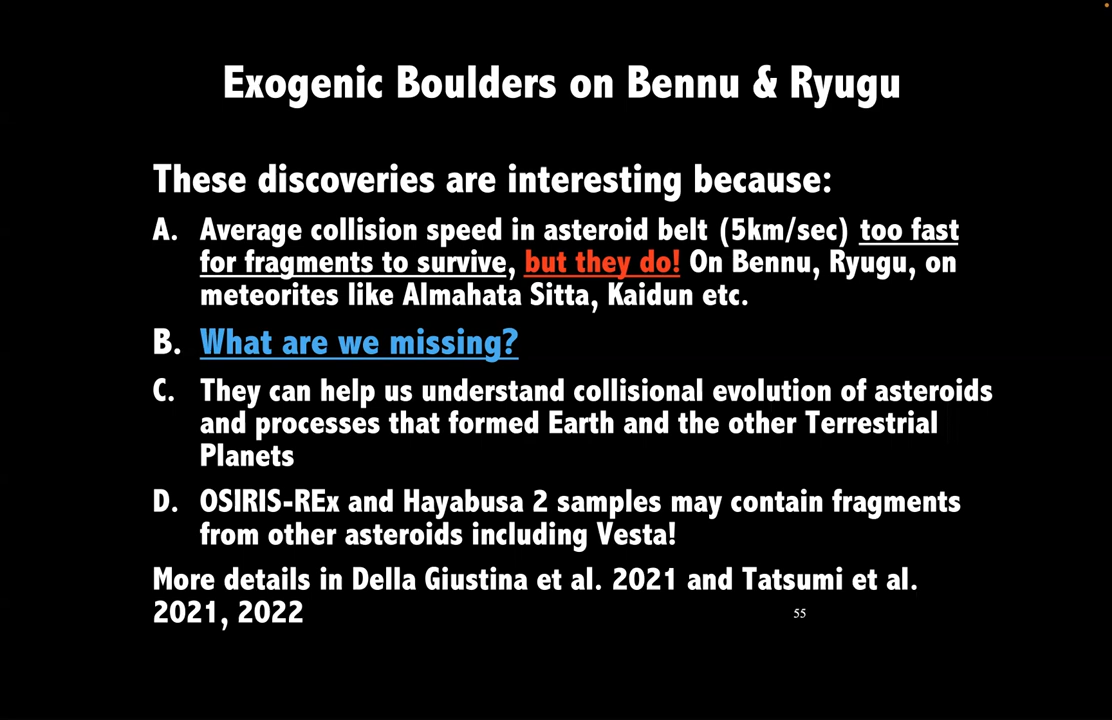 Exogenic Boulders on Bennu & Ryugu
These discoveries are interesting because:
A. Average collision speed in asteroid belt (5km/sec) too fast
for fragments to survive, but they do! On Bennu, Ryugu, on
meteorites like Almahata Sitta, Kaidun etc.
B. What are we missing?
C. They can help us understand collisional evolution of asteroids
and processes that formed Earth and the other Terrestrial
Planets
D. OSIRIS-REx and Hayabusa 2 samples may contain fragments
from other asteroids including Vesta!
More details in Della Giustina et al. 2021 and Tatsumi et al.
2021, 2022
55